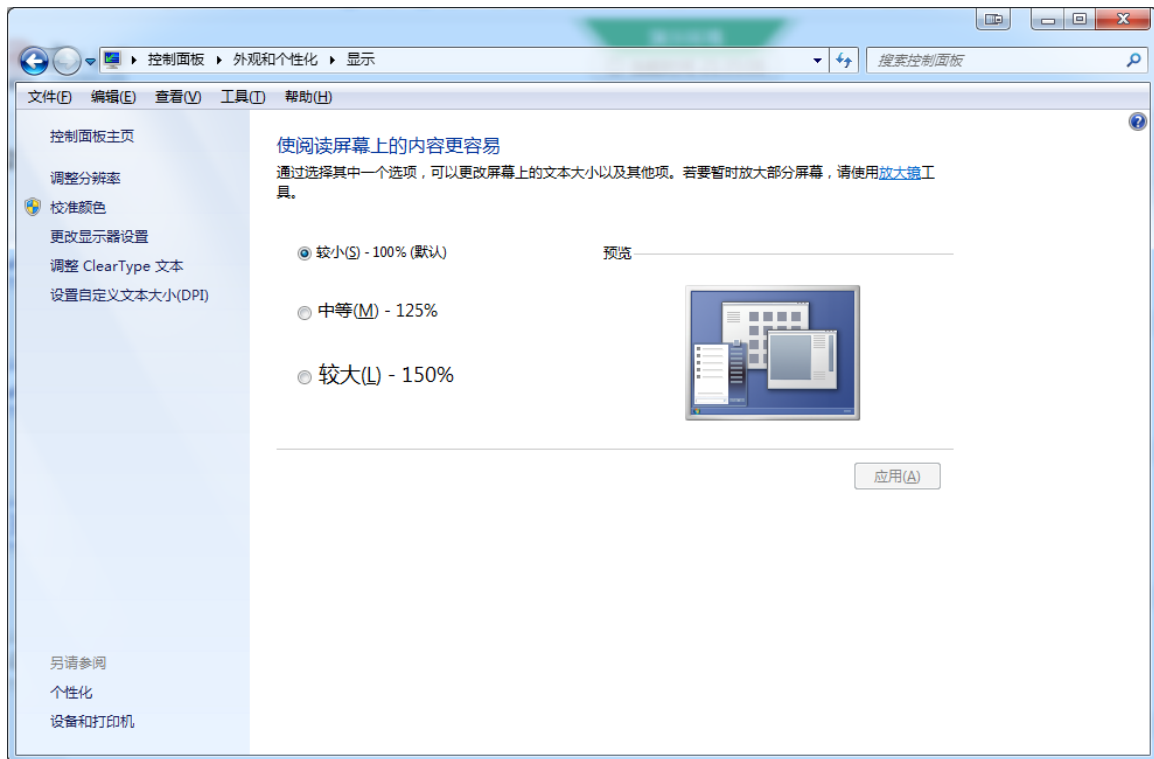 控制面板 外观和个性化 显示
搜索控制面板
文件(F) 编辑(E) 查看(V) 工具(T) 帮助(H)
控制面板主页
调整分辨率
校准颜色
更改显示器设置
调整 ClearType 文本
设置自定义文本大小(DPI)
另请参阅
个性化
设备和打印机
使阅读屏幕上的内容更容易
通过选择其中一个选项，可以更改屏幕上的文本大小以及其他项。若要暂时放大部分屏幕，请使用放大镜工
具。
较小(S) - 100% (默认)
中等(M) - 125%
较大(L) - 150%
预览
应用(A)